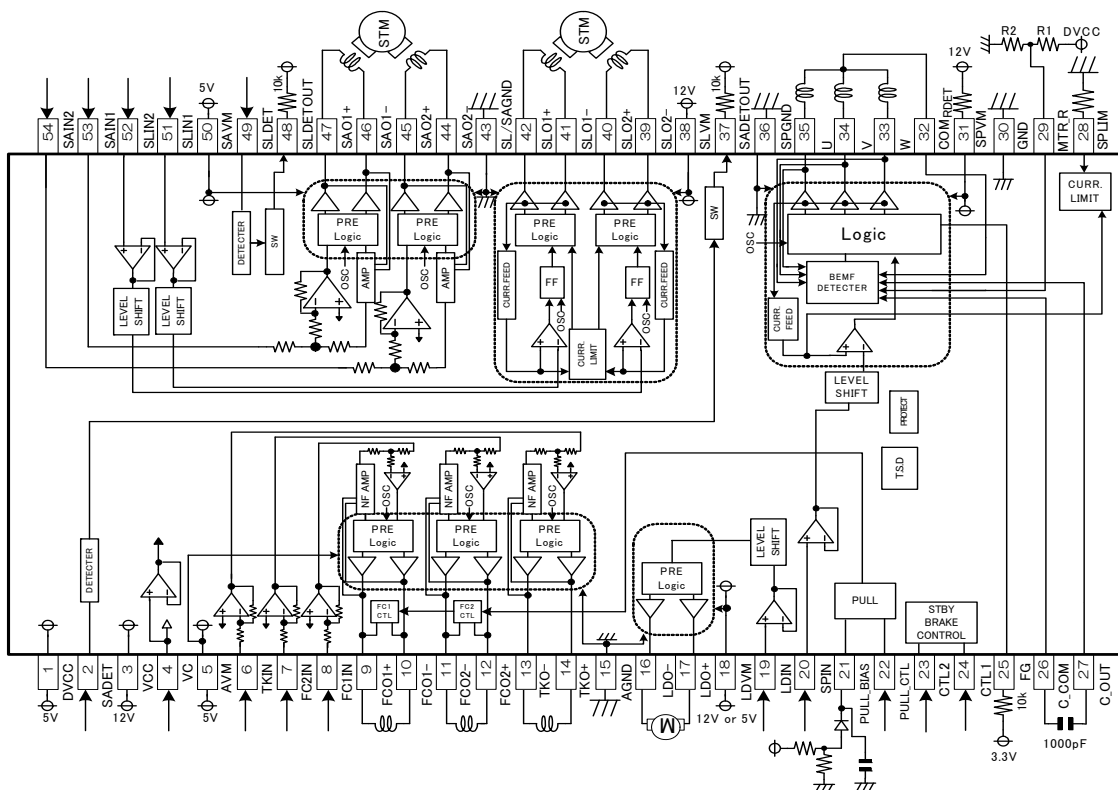 STM
STM
R2
R1
DVCC
5V
10k
12V
10k
12V
RDET
54
53
52
51
50
49
48
47
46
45
44
43
42
41
40
39
38
37
36
35
34
33
32
31
30
29
28
SAIN2
SAIN1
SLIN2
SLIN1
SAVM
SLDET
SLDETOUT
SAO1+
SAO1-
SAO2+
SAO2-
SL/SAGND
SLO1+
SLO1-
SLO2+
SLO2-
SLVM
SADETOUT
SPGND
U
V
W
COM
SPVM
GND
MTR.R
SPLIM
LEVEL SHIFT
LEVEL SHIFT
DETECTER
SW
PRE Logic
PRE Logic
OSC
AMP
OSC
AMP
PRE Logic
PRE Logic
CURR.FEED
FF
OSC
CURR. LIMIT
FF
OSC
CURR.FEED
SW
OSC
Logic
BEMF DETECTER
CURR. FEED
CURR. LIMIT
LEVEL SHIFT
PROTECT
T.S.D
DETECTER
NF AMP
OSC
NF AMP
OSC
NF AMP
OSC
PRE Logic
PRE Logic
PRE Logic
FC1 CTL
FC2 CTL
PRE Logic
LEVEL SHIFT
PULL
STBY BRAKE CONTROL
1
2
3
4
5
6
7
8
9
10
11
12
13
14
15
16
17
18
19
20
21
22
23
24
25
26
27
DVCC
SADET
VCC
VC
AVM
TKIN
FC2IN
FC1IN
FCO1+
FCO1-
FCO2-
FCO2+
TKO-
TKO+
AGND
LDO-
LDO+
LDVM
LDIN
SPIN
PULL_BIAS
PULL_CTL
CTL2
CTL1
FG
C_COM
C_OUT
5V
12V
5V
M
12V or 5V
10k
3.3V
1000pF